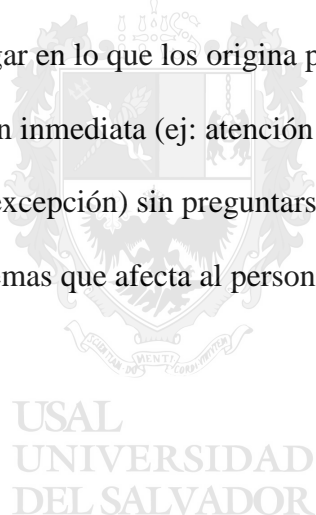 gar en lo que los origina p
n inmediata (ej: atención
excepción) sin preguntars
emas que afecta al person
USAL
UNIVERSIDAD
DEL SALVADOR